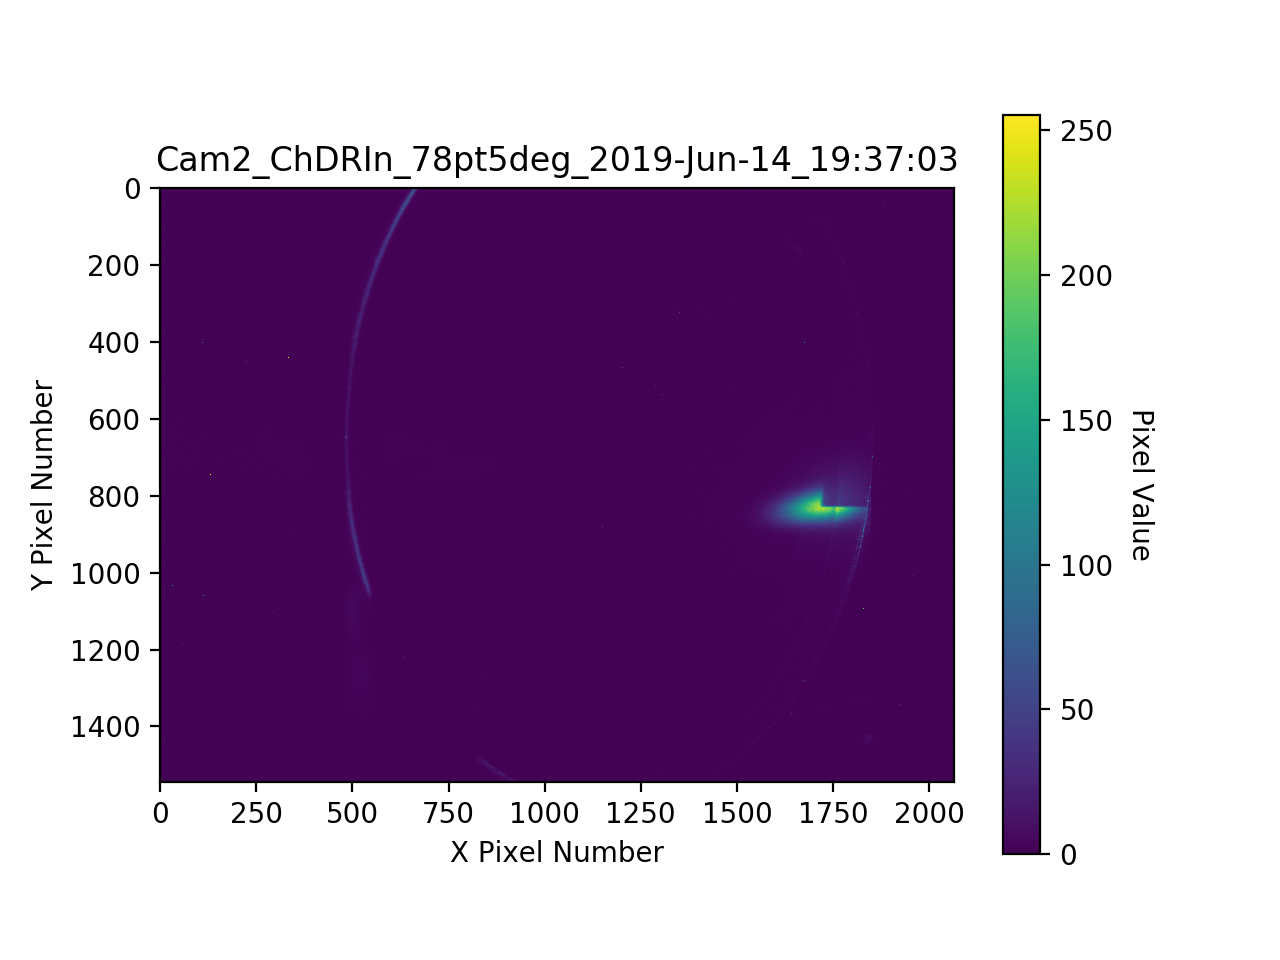 Cam2_ChDRIn_78pt5deg_2019-Jun-14_19:37:03
0
200
400
600
800
1000
1200
1400
Y Pixel Number
0 250 500 750 1000 1250 1500 1750 2000
X Pixel Number
250
200
150
100
50
0
Pixel Value